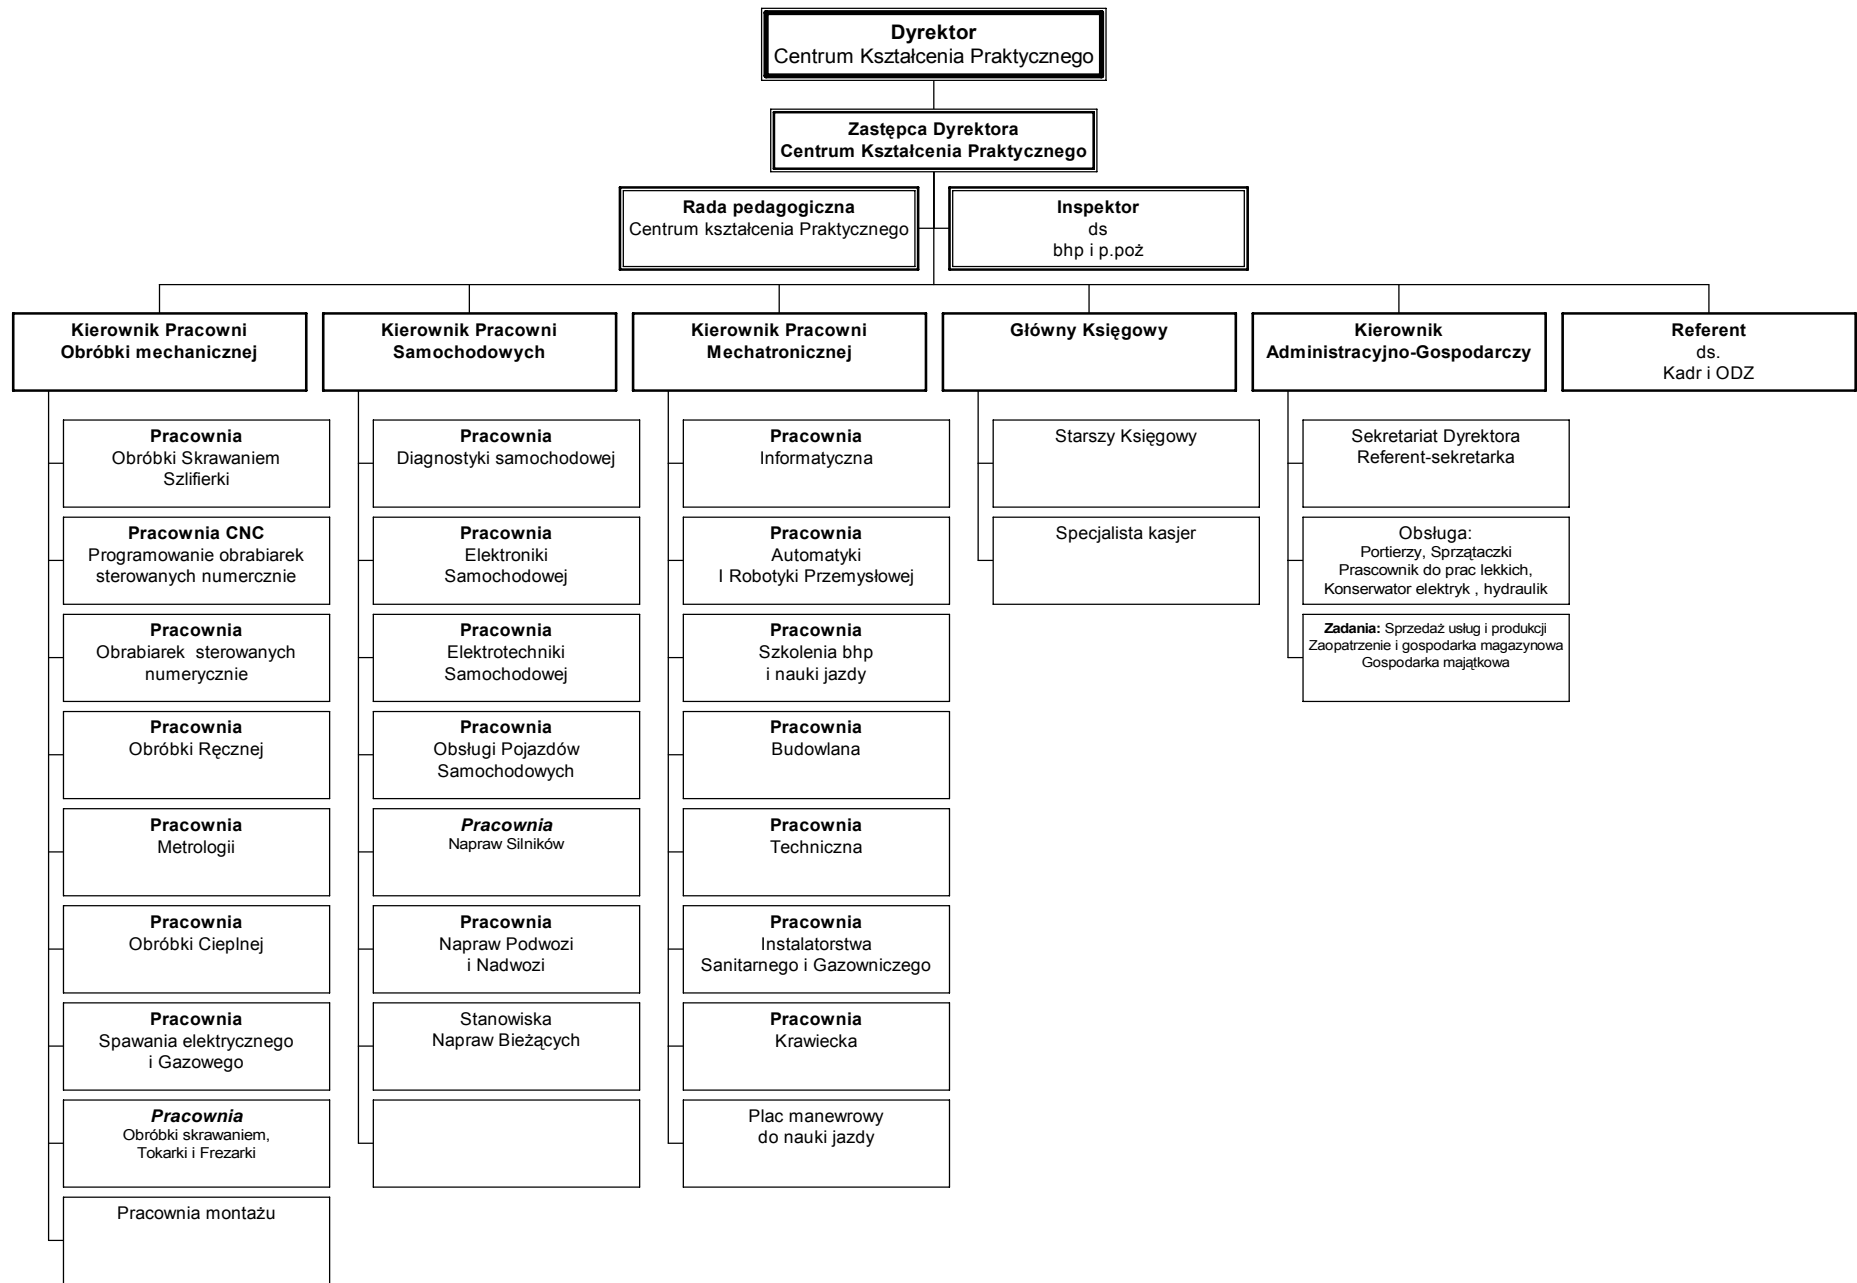 Dyrektor
Centrum Kształcenia Praktycznego
Zastępca Dyrektora
Centrum Kształcenia Praktycznego
Rada pedagogiczna
Centrum kształcenia Praktycznego
Inspektor
ds
bhp i p.poż
Kierownik Pracowni
Obróbki mechanicznej
Kierownik Pracowni
Samochodowych
Kierownik Pracowni
Mechatronicznej
Główny Księgowy
Kierownik
Administracyjno-Gospodarczy
Referent
ds.
Kadr i ODZ
Pracownia
Obróbki Skrawaniem
Szlifierki
Pracownia CNC
Programowanie obrabiarek
sterowanych numercznie
Pracownia
Obrabiarek sterowanych
numerycznie
Pracownia
Obróbki Ręcznej
Pracownia
Metrologii
Pracownia
Obróbki Cieplnej
Pracownia
Spawania elektrycznego
i Gazowego
Pracownia
Obróbki skrawaniem,
Tokarki i Frezarki
Pracownia montażu
Pracownia
Diagnostyki samochodowej
Pracownia
Elektroniki
Samochodowej
Pracownia
Elektrotechniki
Samochodowej
Pracownia
Obsługi Pojazdów
Samochodowych
Pracownia
Napraw Silników
Pracownia
Napraw Podwozi
i Nadwozi
Stanowiska
Napraw Bieżących
Pracownia
Informatyczna
Pracownia
Automatyki
I Robotyki Przemysłowej
Pracownia
Szkolenia bhp
i nauki jazdy
Pracownia
Budowlana
Pracownia
Techniczna
Pracownia
Instalatorstwa
Sanitarnego i Gazowniczego
Pracownia
Krawiecka
Plac manewrowy
do nauki jazdy
Starszy Księgowy
Specjalista kasjer
Sekretariat Dyrektora
Referent-sekretarka
Obsługa:
Portierzy, Sprzątaczki
Prascownik do prac lekkich,
Konserwator elektryk , hydraulik
Zadania: Sprzedaż usług i produkcji
Zaopatrzenie i gospodarka magazynowa
Gospodarka majątkowa